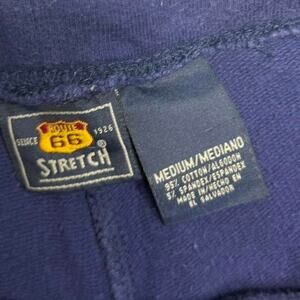 ROUTE
SINCE 66 1926
STRETCH®
MEDIUM/MEDIANO
95% COTTON/ALGODON
5% SPANDEX/ESPANDEX
MADE IN/HECHO EN
EL SALVADOR